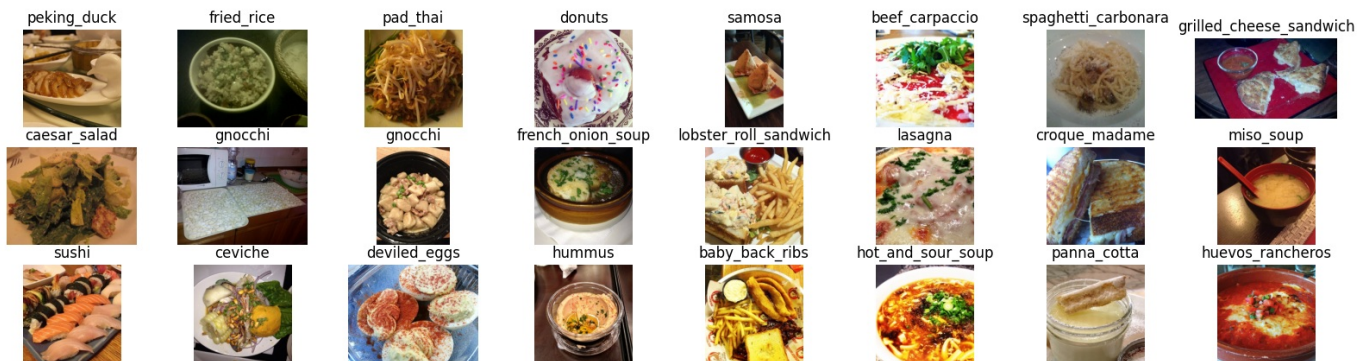 peking_duck
fried_rice
pad_thai
donuts
samosa
beef_carpaccio
spaghetti_carbonara
grilled_cheese_sandwich
caesar_salad
gnocchi
gnocchi
french_onion_soup
lobster_roll_sandwich
lasagna
croque_madame
miso_soup
sushi
ceviche
deviled_eggs
hummus
baby_back_ribs
hot_and_sour_soup
panna_cotta
huevos_rancheros